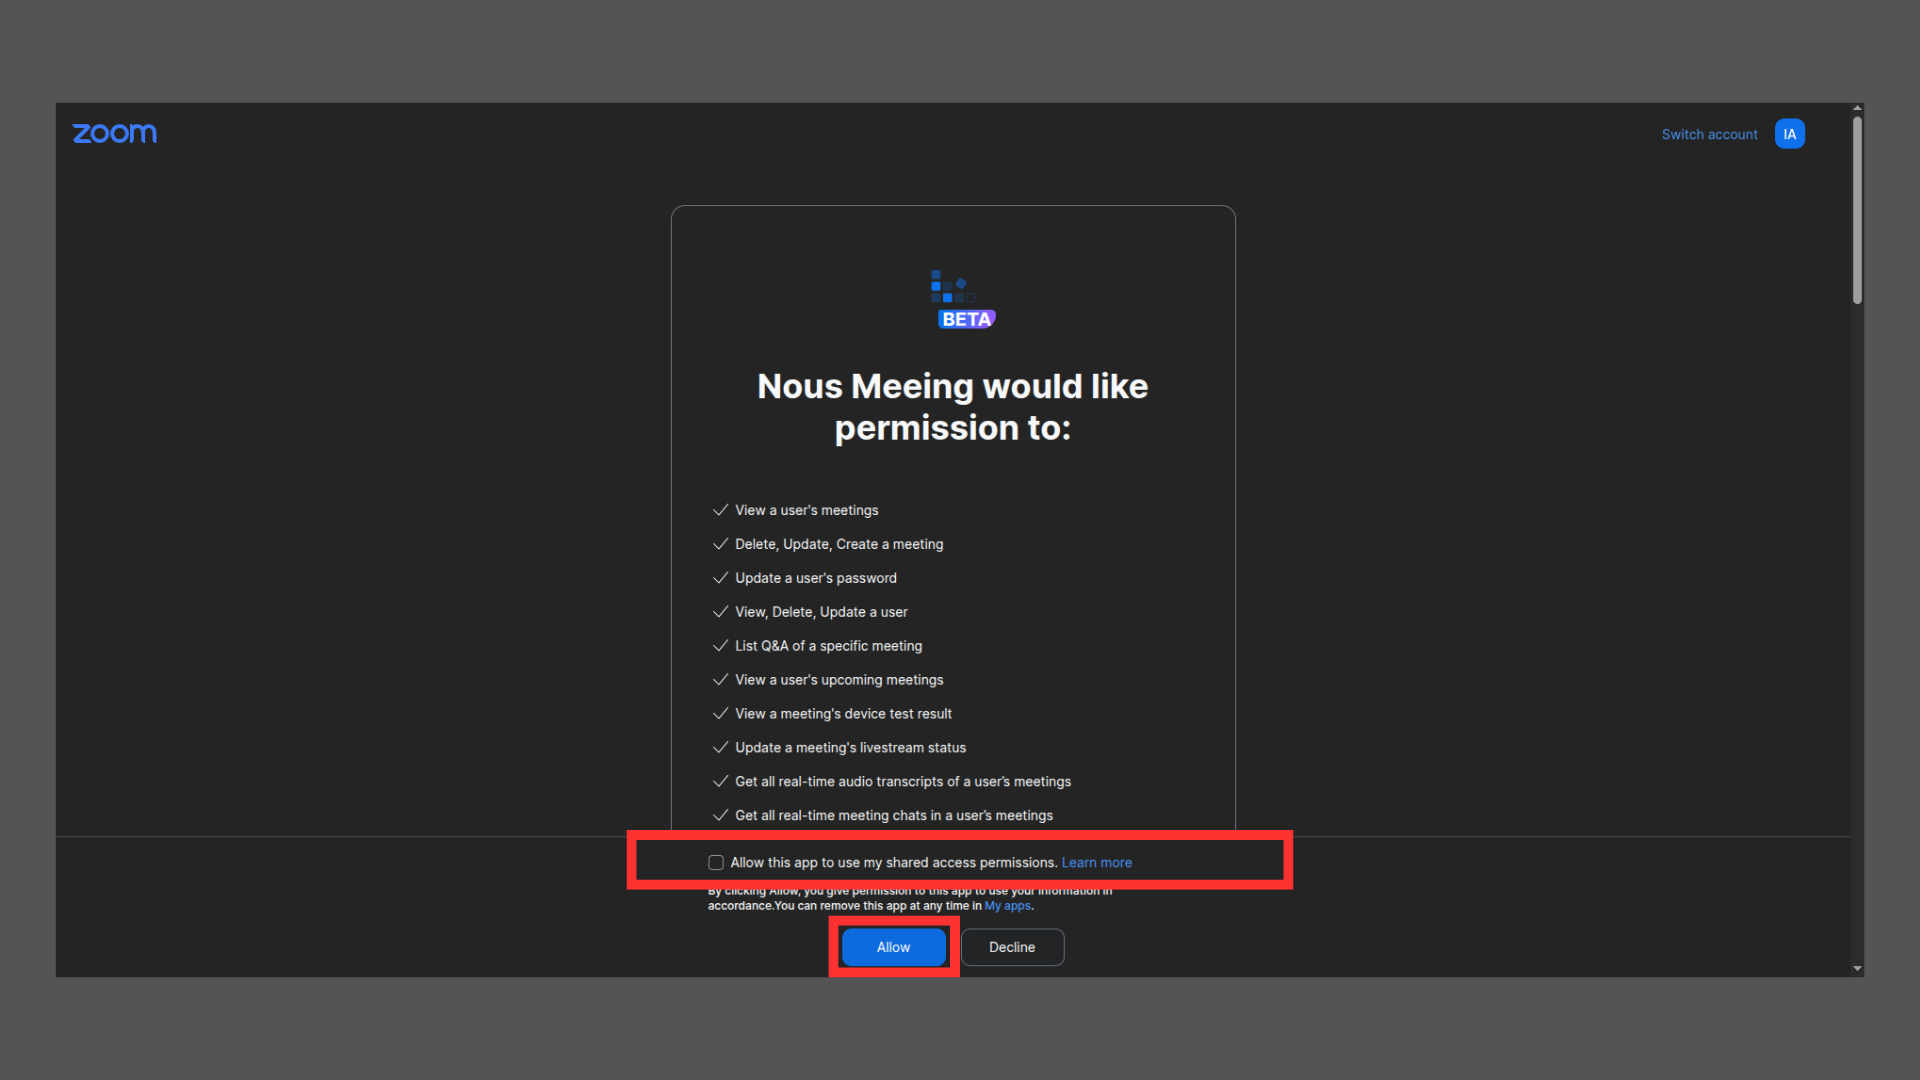 zoom
Switch account IA
BETA
Nous Meeing would like
permission to:
View a user's meetings
Delete, Update, Create a meeting
Update a user's password
View, Delete, Update a user
List Q&A of a specific meeting
View a user's upcoming meetings
View a meeting's device test result
Update a meeting's livestream status
Get all real-time audio transcripts of a user's meetings
Get all real-time meeting chats in a user's meetings
Allow this app to use my shared access permissions. Learn more
By clicking Allow, you give permission to this app to use your information in
accordance.You can remove this app at any time in My apps.
Allow Decline